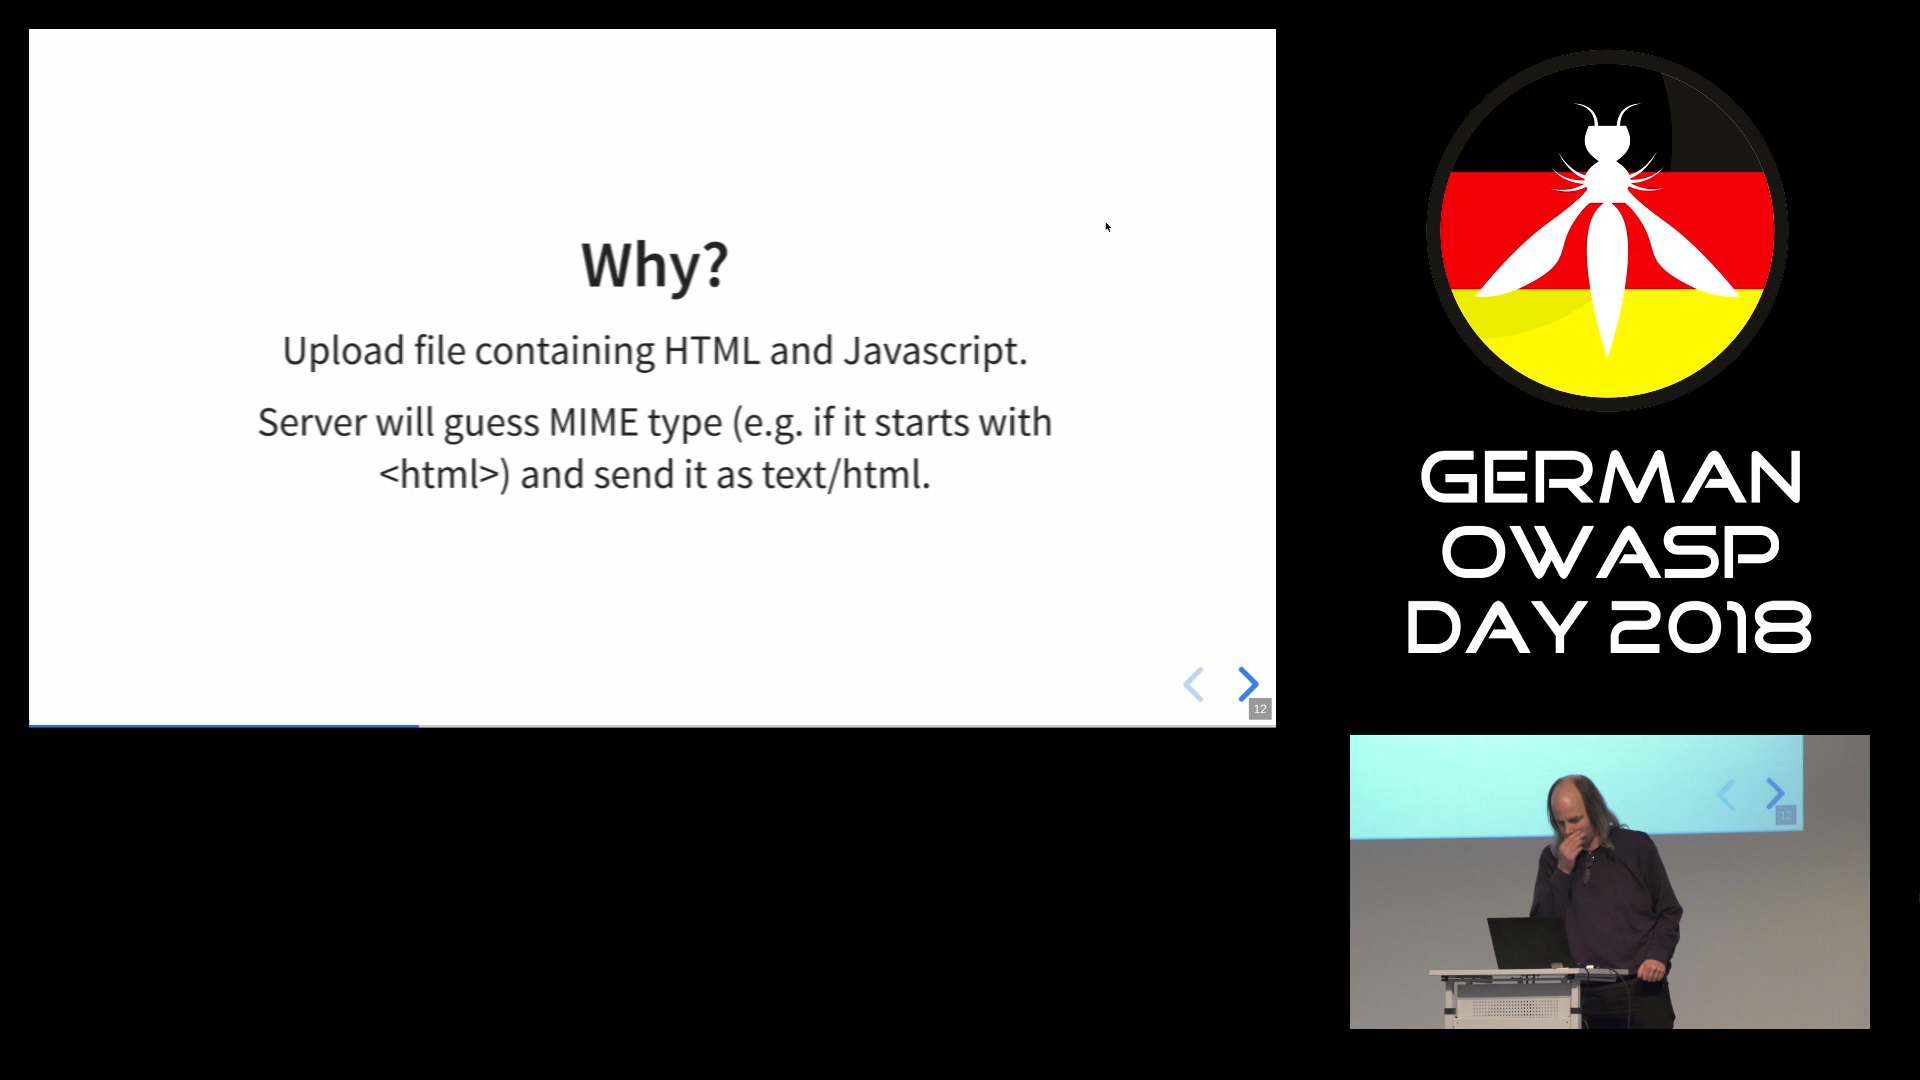 Why?
Upload file containing HTML and Javascript.
Server will guess MIME type (e.g. if it starts with
<html>) and send it as text/html.
12
GERMAN
OWASP
DAY 2018
12